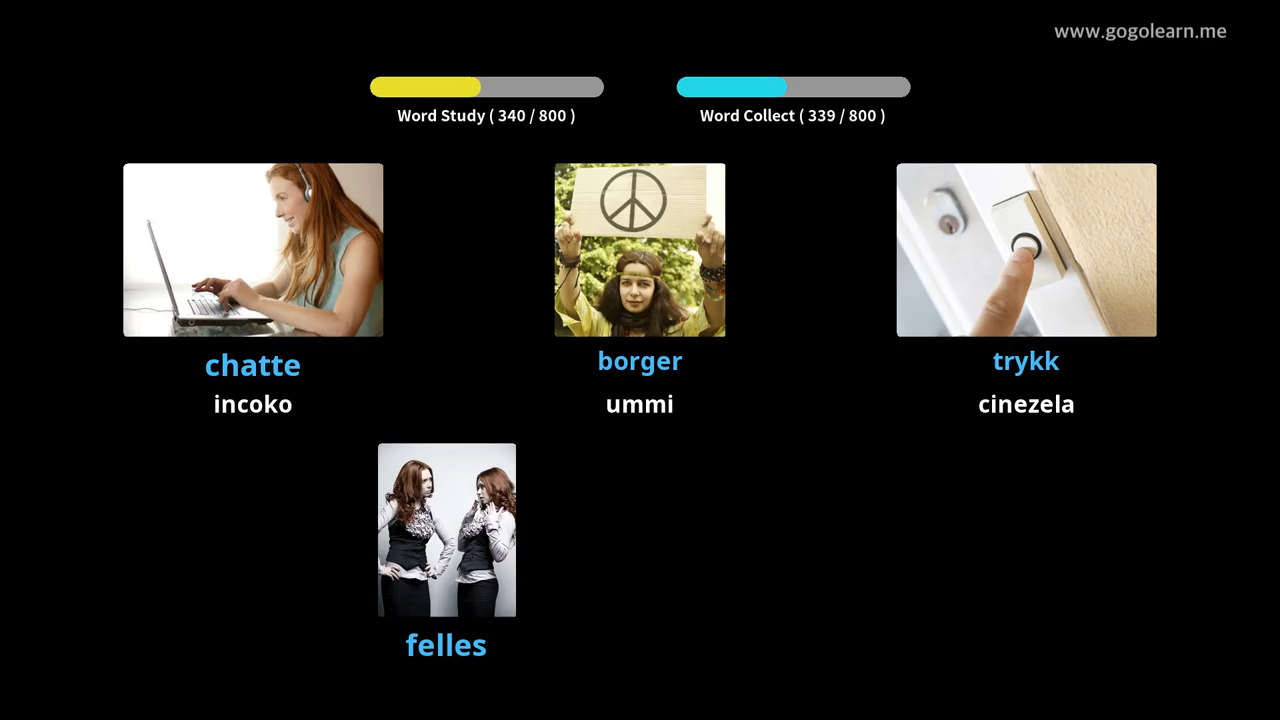 www.gogolearn.me
Word Study ( 340 / 800 )
Word Collect ( 339 / 800 )
chatte
incoko
borger
ummi
trykk
cinezela
felles